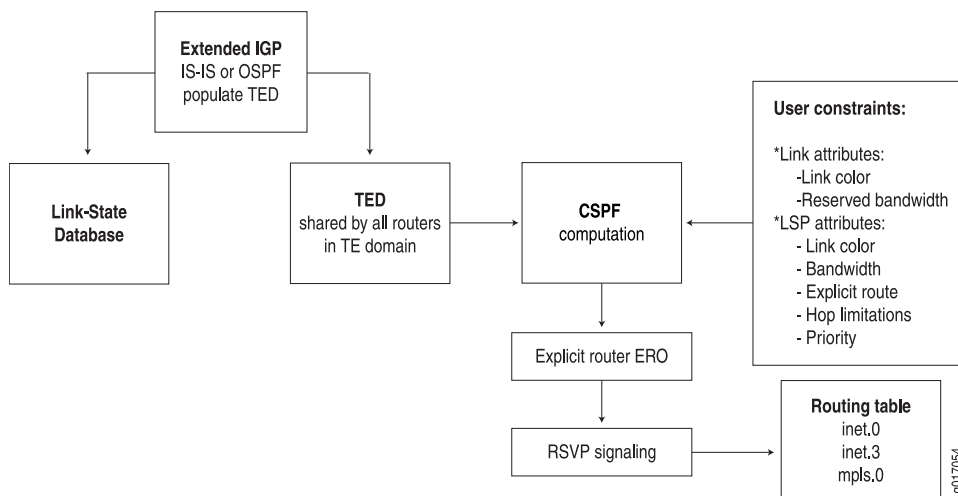 Extended IGP
IS-IS or OSPF
populate TED
Link-State
Database
TED
shared by all routers
in TE domain
CSPF
computation
User constraints:
*Link attributes:
-Link color
-Reserved bandwidth
*LSP attributes:
- Link color
- Bandwidth
- Explicit route
- Hop limitations
- Priority
Explicit router ERO
RSVP signaling
Routing table
inet.0
inet.3
mpls.0
g017054